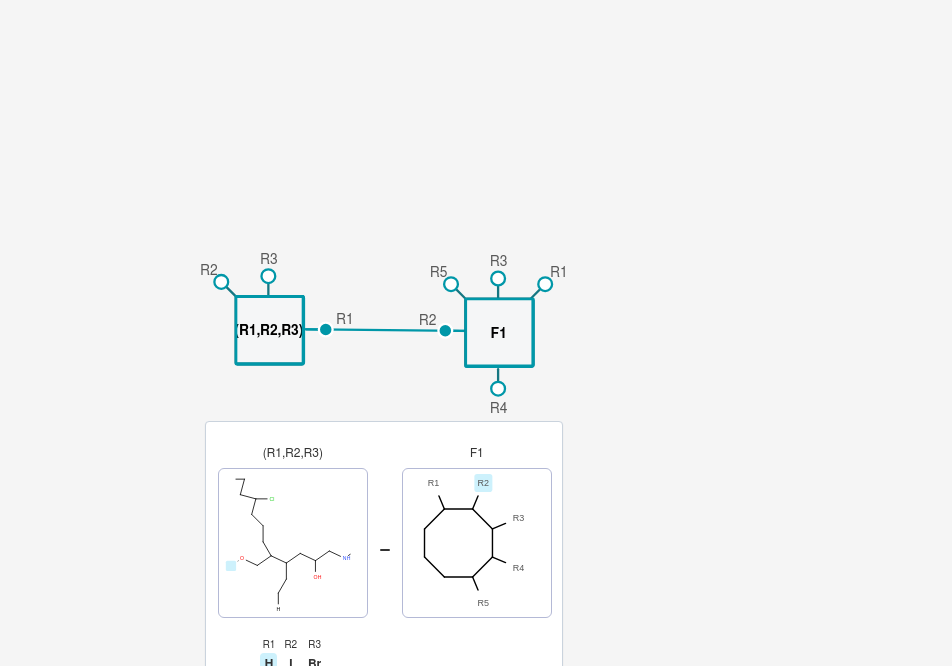 R2
R3
(R1,R2,R3)
R1
R5
R3
R1
R2
F1
R4
(R1,R2,R3)
F1
Cl
O
OH
NH
H
R1
R2
R3
R4
R5
R1 R2 R3
H I Br